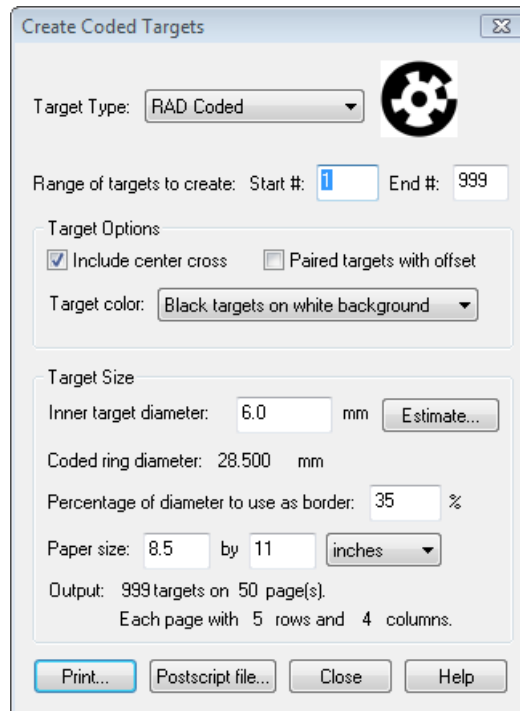 Create Coded Targets
Target Type: RAD Coded
Range of targets to create: Start #: 1 End #: 999
Target Options
Include center cross Paired targets with offset
Target color: Black targets on white background
Target Size
Inner target diameter: 6.0 mm Estimate...
Coded ring diameter: 28.500 mm
Percentage of diameter to use as border: 35 %
Paper size: 8.5 by 11 inches
Output: 999 targets on 50 page(s).
Each page with 5 rows and 4 columns.
Print... Postscript file... Close Help